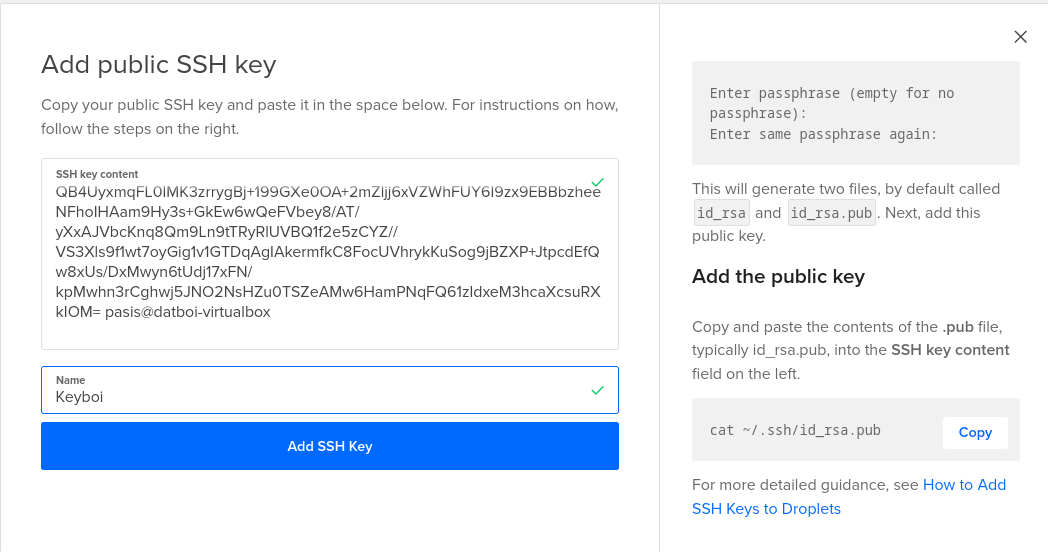 Add public SSH key
Copy your public SSH key and paste it in the space below. For instructions on how,
follow the steps on the right.
SSH key content
QB4UyxmqFL0lMK3zrrygBj+199GXe0OA+2mZljj6xVZWhFUY6I9zx9EBBbzhee
NFhoIHAam9Hy3s+GkEw6wQeFVbey8/AT/
yXxAJVbcKnq8Qm9Ln9tTRyRlUVBQ1f2e5zCYZ//
VS3Xls9f1wt7oyGig1v1GTDqAglAkermfkC8FocUVhrykKuSog9jBZXP+JtpcdEfQ
w8xUs/DxMwyn6tUdj17xFN/
kpMwhn3rCghwj5JNO2NsHZu0TSZeAMw6HamPNqFQ61zIdxeM3hcaXcsuRX
kIOM= pasis@datboi-virtualbox
Name
Keyboi
Add SSH Key
Enter passphrase (empty for no
passphrase):
Enter same passphrase again:
This will generate two files, by default called
id_rsa and id_rsa.pub. Next, add this
public key.
Add the public key
Copy and paste the contents of the .pub file,
typically id_rsa.pub, into the SSH key content
field on the left.
cat ~/.ssh/id_rsa.pub
Copy
For more detailed guidance, see How to Add
SSH Keys to Droplets